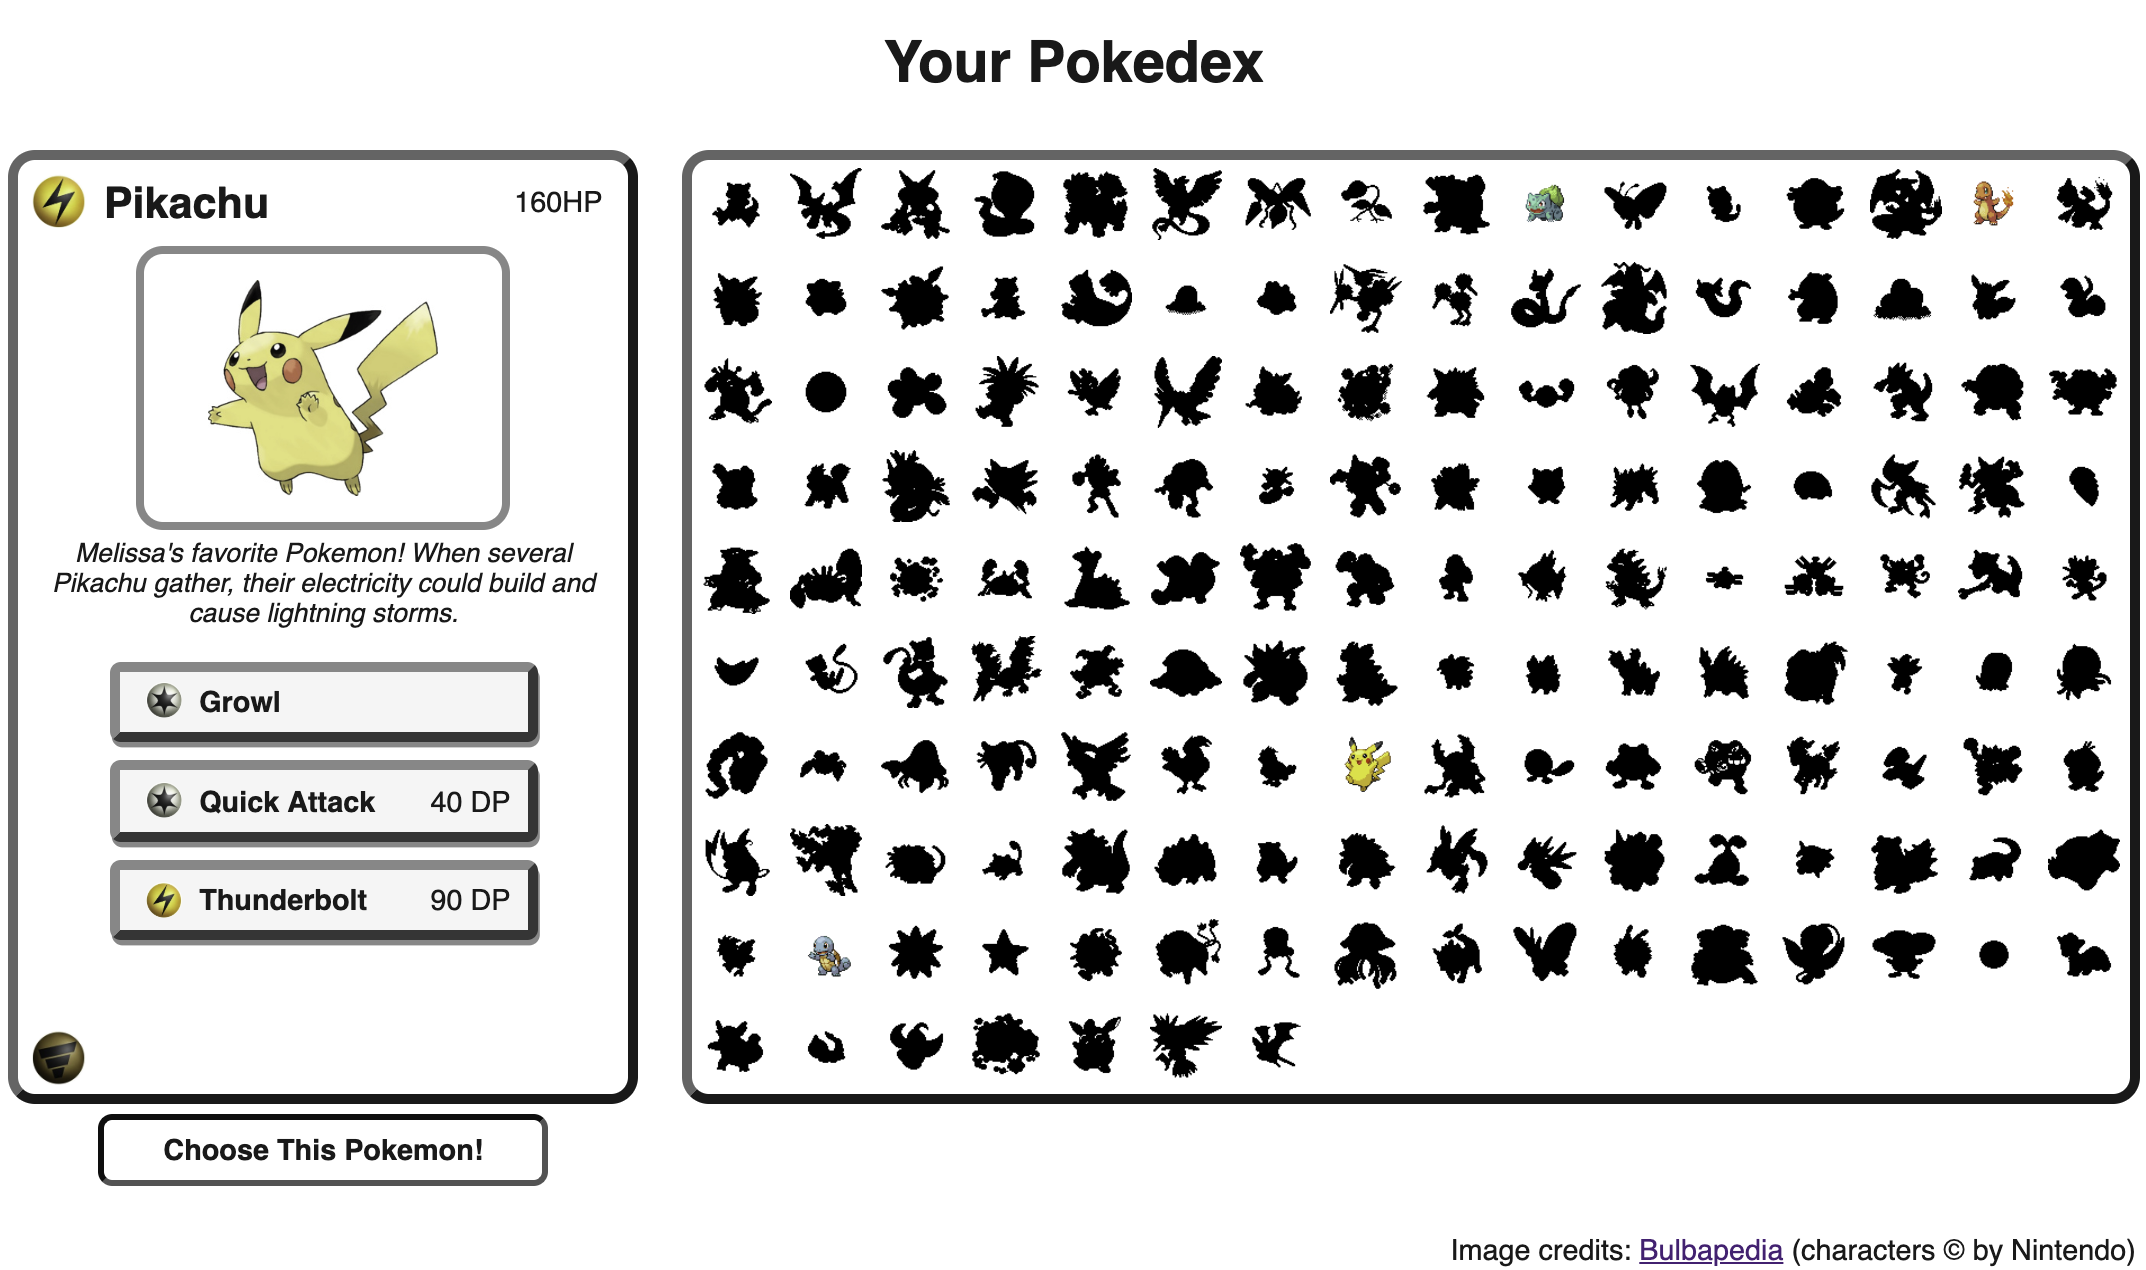 Your Pokedex
Pikachu
160HP
Melissa's favorite Pokemon! When several
Pikachu gather, their electricity could build and
cause lightning storms.
Growl
Quick Attack 40 DP
Thunderbolt 90 DP
Choose This Pokemon!
Image credits: Bulbapedia (characters © by Nintendo)